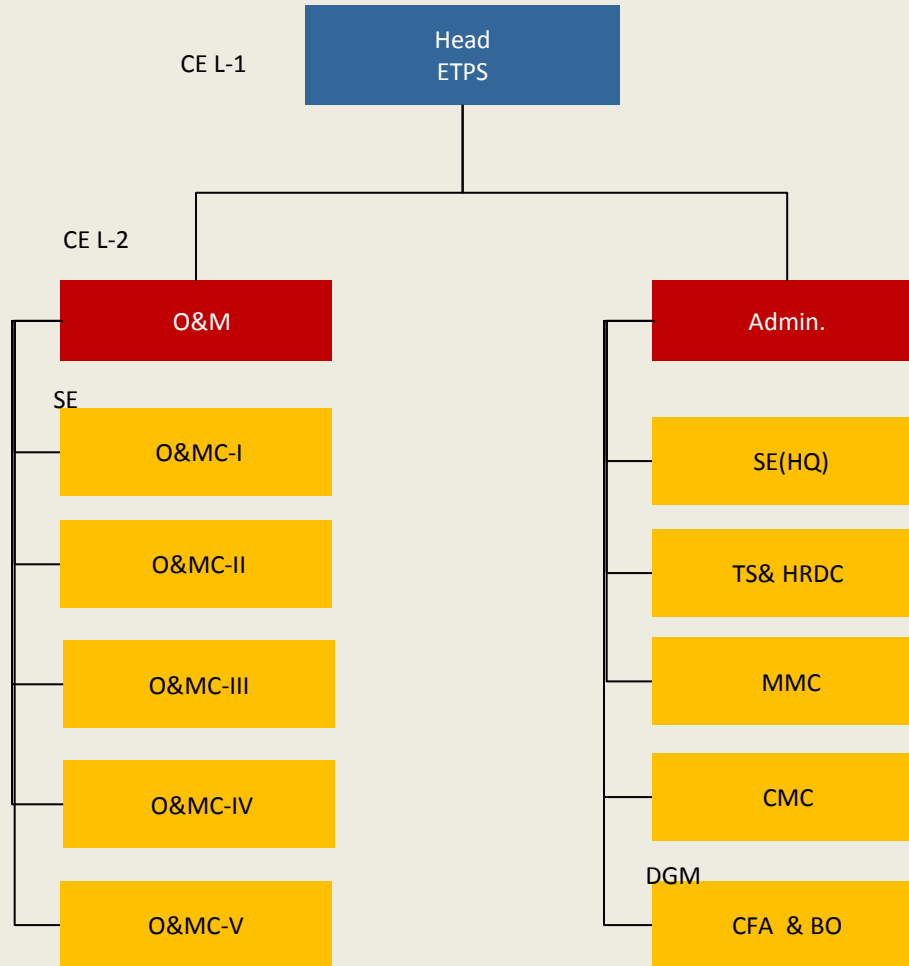 Head
ETPS
CE L-1
CE L-2
O&M
Admin.
SE
O&MC-I
SE(HQ)
O&MC-II
TS& HRDC
O&MC-III
MMC
O&MC-IV
CMC
DGM
O&MC-V
CFA & BO